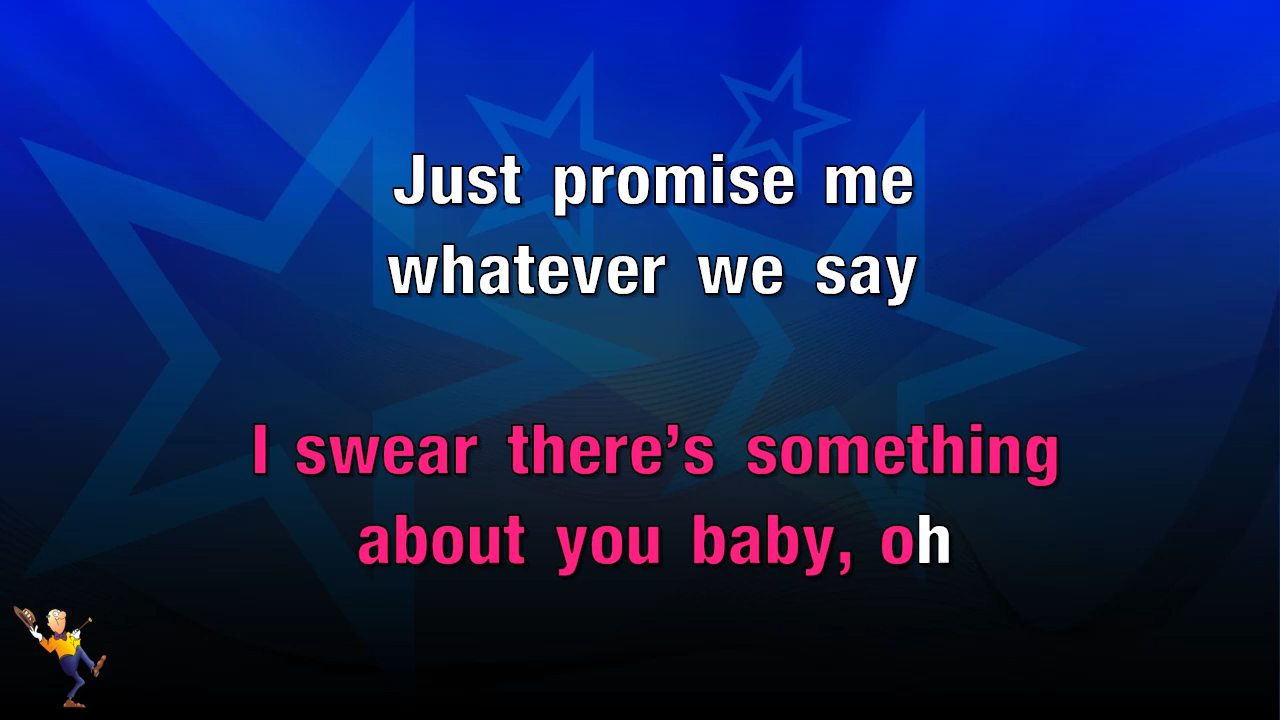 Just promise me
whatever we say
I swear there’s something
about you baby, oh